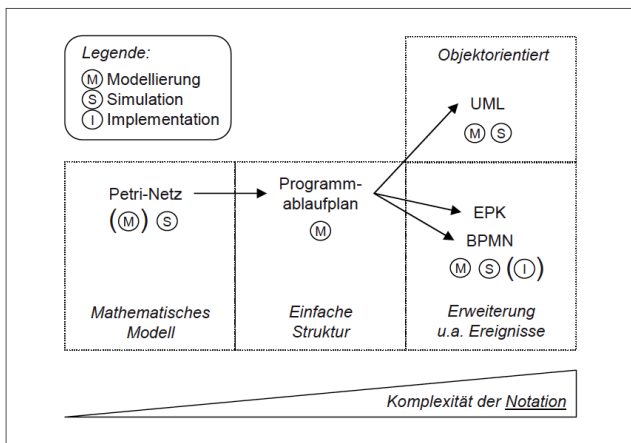 Legende:
M Modellierung
S Simulation
I Implementation
Objektorientiert
UML
M S
Petri-Netz
(M) S
Programm-
ablaufplan
M
EPK
BPMN
M S (I)
Mathematisches
Modell
Einfache
Struktur
Erweiterung
u.a. Ereignisse
Komplexität der Notation